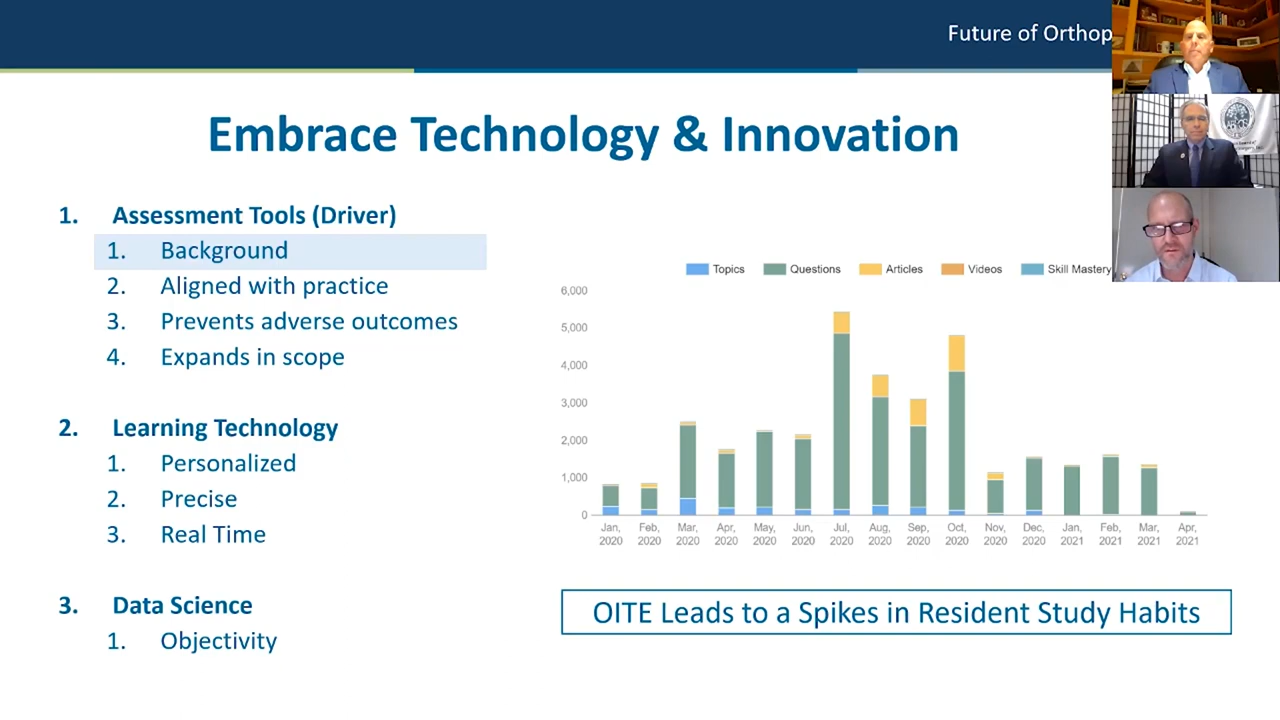 Future of Orthop
Embrace Technology & Innovation
1. Assessment Tools (Driver)
1. Background
2. Aligned with practice
3. Prevents adverse outcomes
4. Expands in scope
2. Learning Technology
1. Personalized
2. Precise
3. Real Time
3. Data Science
1. Objectivity
Topics Questions Articles Videos Skill Mastery
6,000
5,000
4,000
3,000
2,000
1,000
0
Jan, 2020
Feb, 2020
Mar, 2020
Apr, 2020
May, 2020
Jun, 2020
Jul, 2020
Aug, 2020
Sep, 2020
Oct, 2020
Nov, 2020
Dec, 2020
Jan, 2021
Feb, 2021
Mar, 2021
Apr, 2021
OITE Leads to a Spikes in Resident Study Habits